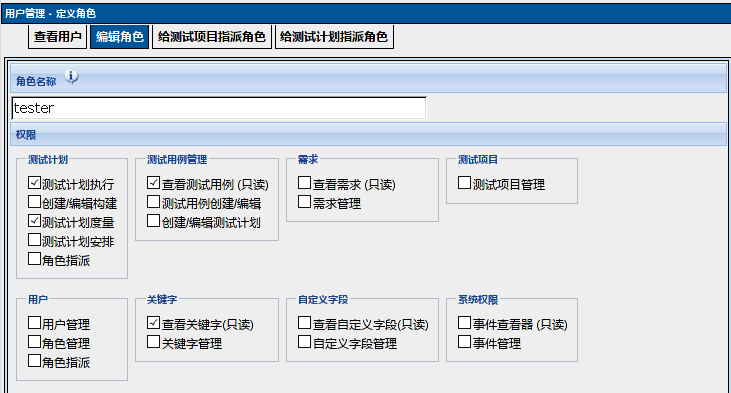 用户管理 - 定义角色
查看用户 编辑角色 给测试项目指派角色 给测试计划指派角色
角色名称
tester
权限
测试计划
测试计划执行
创建/编辑构建
测试计划度量
测试计划安排
角色指派
测试用例管理
查看测试用例 (只读)
测试用例创建/编辑
创建/编辑测试计划
需求
查看需求 (只读)
需求管理
测试项目
测试项目管理
用户
用户管理
角色管理
角色指派
关键字
查看关键字(只读)
关键字管理
自定义字段
查看自定义字段(只读)
自定义字段管理
系统权限
事件查看器 (只读)
事件管理